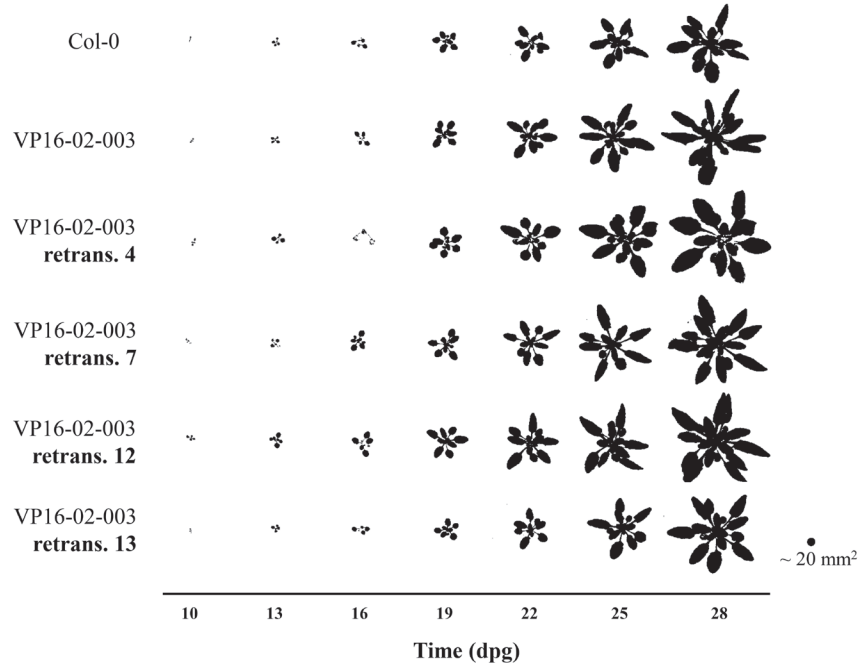 Col-0
VP16-02-003
VP16-02-003
retrans. 4
VP16-02-003
retrans. 7
VP16-02-003
retrans. 12
VP16-02-003
retrans. 13
~ 20 mm²
10 13 16 19 22 25 28
Time (dpg)